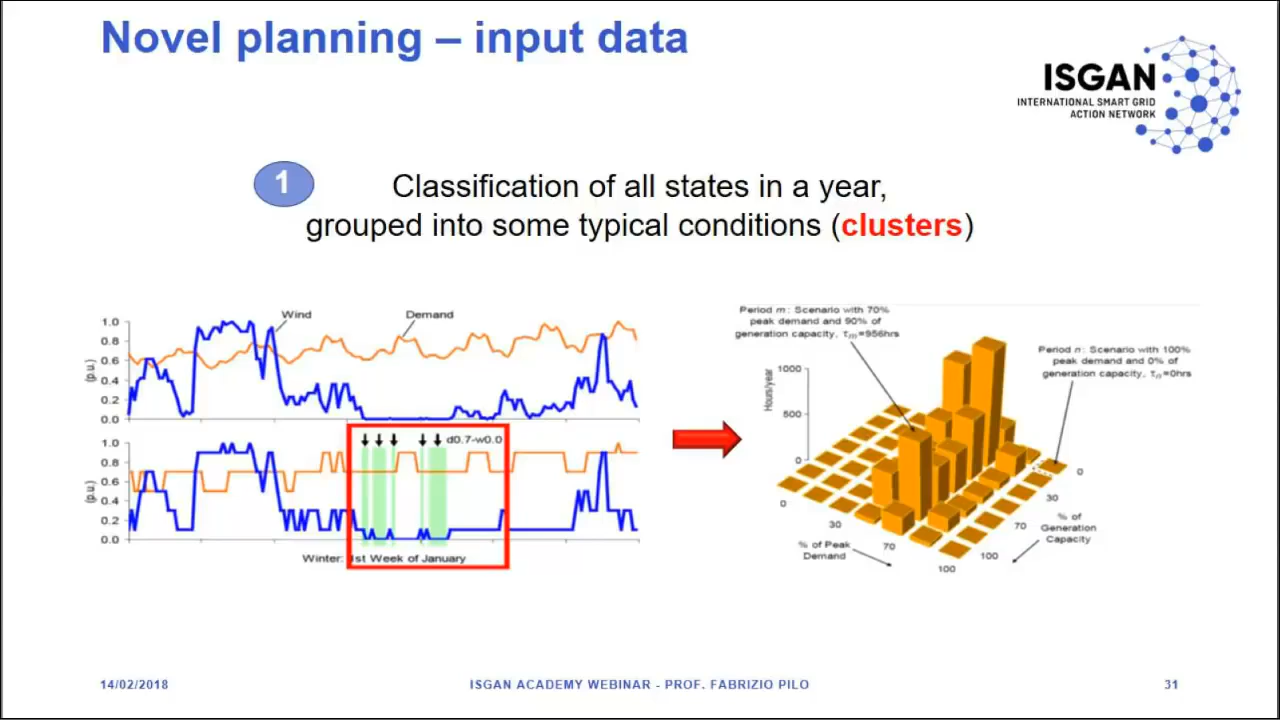 Novel planning – input data
ISGAN
INTERNATIONAL SMART GRID
ACTION NETWORK
1
Classification of all states in a year,
grouped into some typical conditions (clusters)
Wind
Demand
1.0
0.8
0.6
0.4
0.2
0.0
(p.u.)
d0.7-w0.0
1.0
0.8
0.6
0.4
0.2
0.0
(p.u.)
Winter: 1st Week of January
Period m: Scenario with 70%
peak demand and 90% of
generation capacity, τm=956hrs
Period n: Scenario with 100%
peak demand and 0% of
generation capacity, τn=0hrs
Hours/year
1000
500
0
0
30
70
100
% of Peak
Demand
0
30
70
100
% of
Generation
Capacity
14/02/2018
ISGAN ACADEMY WEBINAR - PROF. FABRIZIO PILO
31